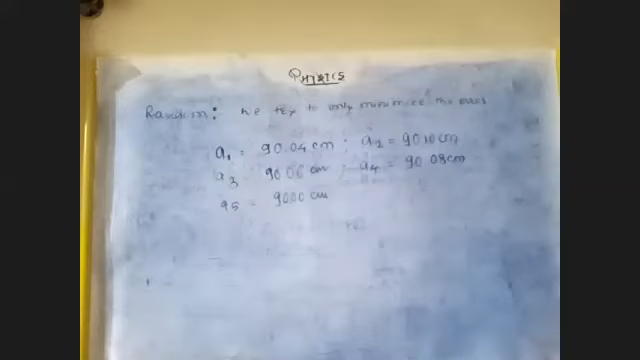 PHYSICS
Random: we try to only minimize the error
a1 = 90.04 cm ; a2 = 90.10 cm
a3 90.06 cm ; a4 = 90.08 cm
a5 = 90.00 cm